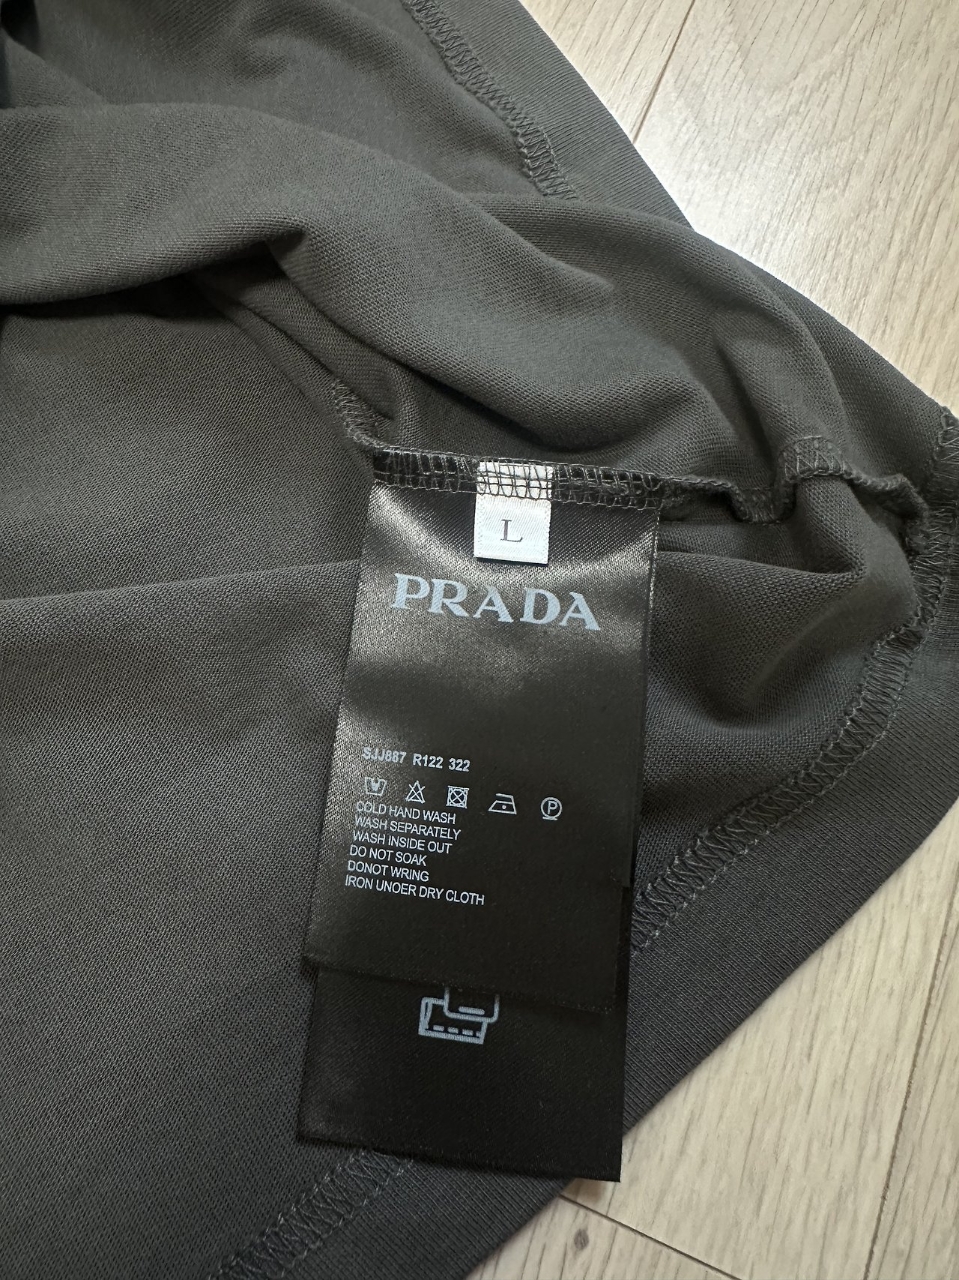 L
PRADA
SJJ887 R122 322
P
COLD HAND WASH
WASH SEPARATELY
WASH INSIDE OUT
DO NOT SOAK
DONOT WRING
IRON UNOER DRY CLOTH